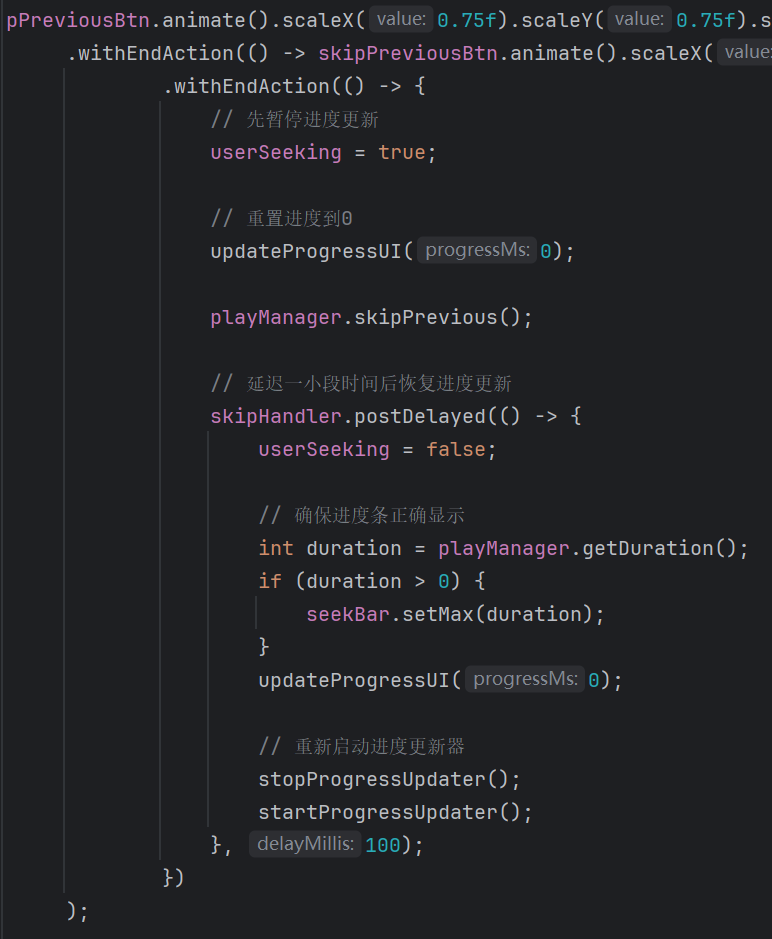 pPreviousBtn.animate().scaleX( value: 0.75f).scaleY( value: 0.75f).s
.withEndAction(() -> skipPreviousBtn.animate().scaleX( value:
.withEndAction(() -> {
// 先暂停进度更新
userSeeking = true;
// 重置进度到0
updateProgressUI( progressMs: 0);
playManager.skipPrevious();
// 延迟一小段时间后恢复进度更新
skipHandler.postDelayed(() -> {
userSeeking = false;
// 确保进度条正确显示
int duration = playManager.getDuration();
if (duration > 0) {
seekBar.setMax(duration);
}
updateProgressUI( progressMs: 0);
// 重新启动进度更新器
stopProgressUpdater();
startProgressUpdater();
}, delayMillis: 100);
})
);